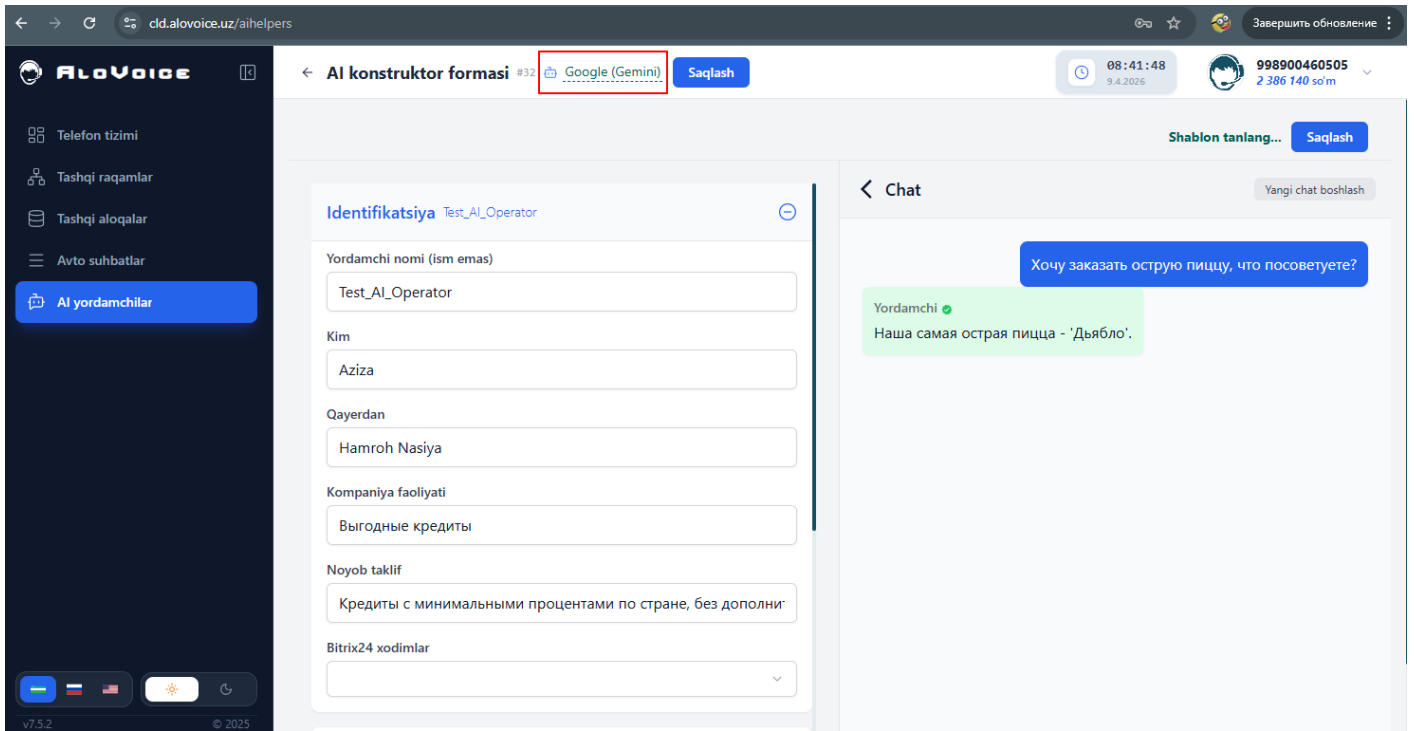 cld.alovoice.uz/aihelpers
Завершить обновление
ALOVOICE
AI konstruktor formasi #32 Google (Gemini) Saqlash
08:41:48
9.4.2026
998900460505
2 386 140 so'm
Telefon tizimi
Tashqi raqamlar
Tashqi aloqalar
Avto suhbatlar
AI yordamchilar
v7.5.2 © 2025
Shablon tanlang... Saqlash
Identifikatsiya Test_AI_Operator
Yordamchi nomi (ism emas)
Test_AI_Operator
Kim
Aziza
Qayerdan
Hamroh Nasiya
Kompaniya faoliyati
Выгодные кредиты
Noyob taklif
Кредиты с минимальными процентами по стране, без дополнит
Bitrix24 xodimlar
Chat
Yangi chat boshlash
Хочу заказать острую пиццу, что посоветуете?
Yordamchi
Наша самая острая пицца - 'Дьябло'.